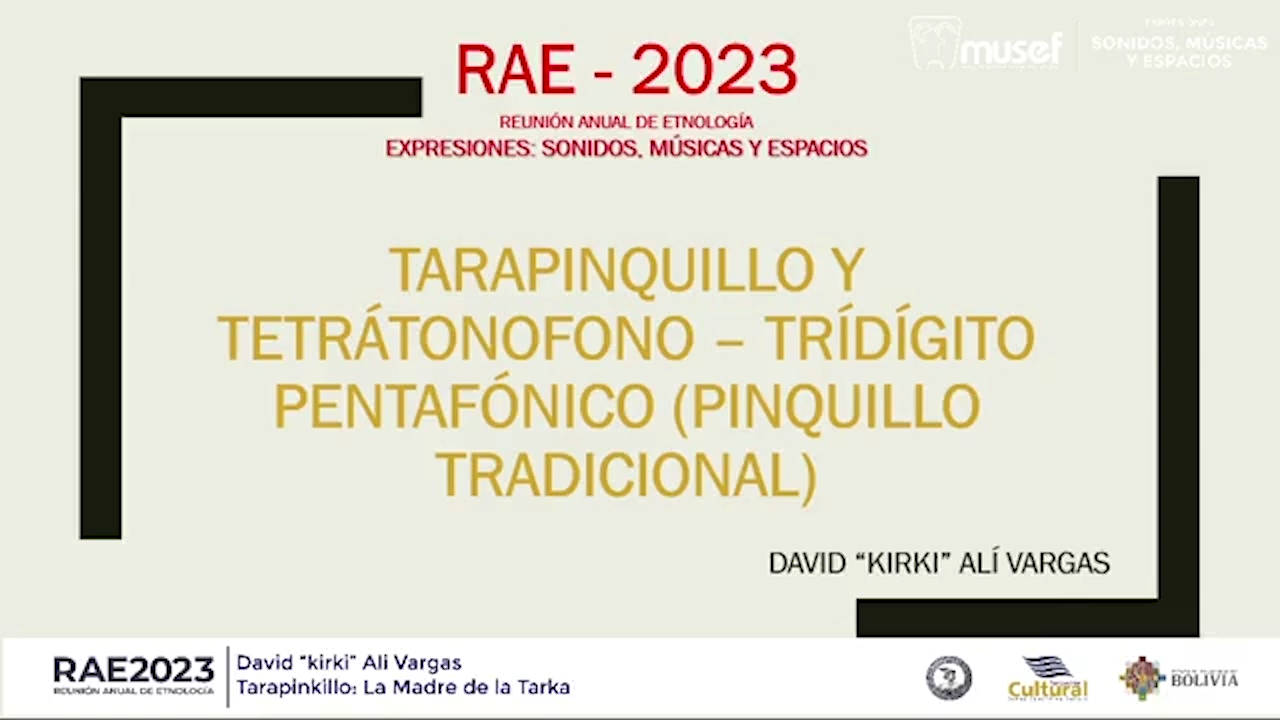 musef
SONIDOS, MÚSICAS
Y ESPACIOS
RAE - 2023
REUNIÓN ANUAL DE ETNOLOGÍA
EXPRESIONES: SONIDOS, MÚSICAS Y ESPACIOS
TARAPINQUILLO Y
TETRÁTONOFONO – TRÍDÍGITO
PENTAFÓNICO (PINQUILLO
TRADICIONAL)
DAVID “KIRKI” ALÍ VARGAS
RAE2023
REUNIÓN ANUAL DE ETNOLOGÍA
David “kirki” Ali Vargas
Tarapinkillo: La Madre de la Tarka
Cultural
BOLIVIA